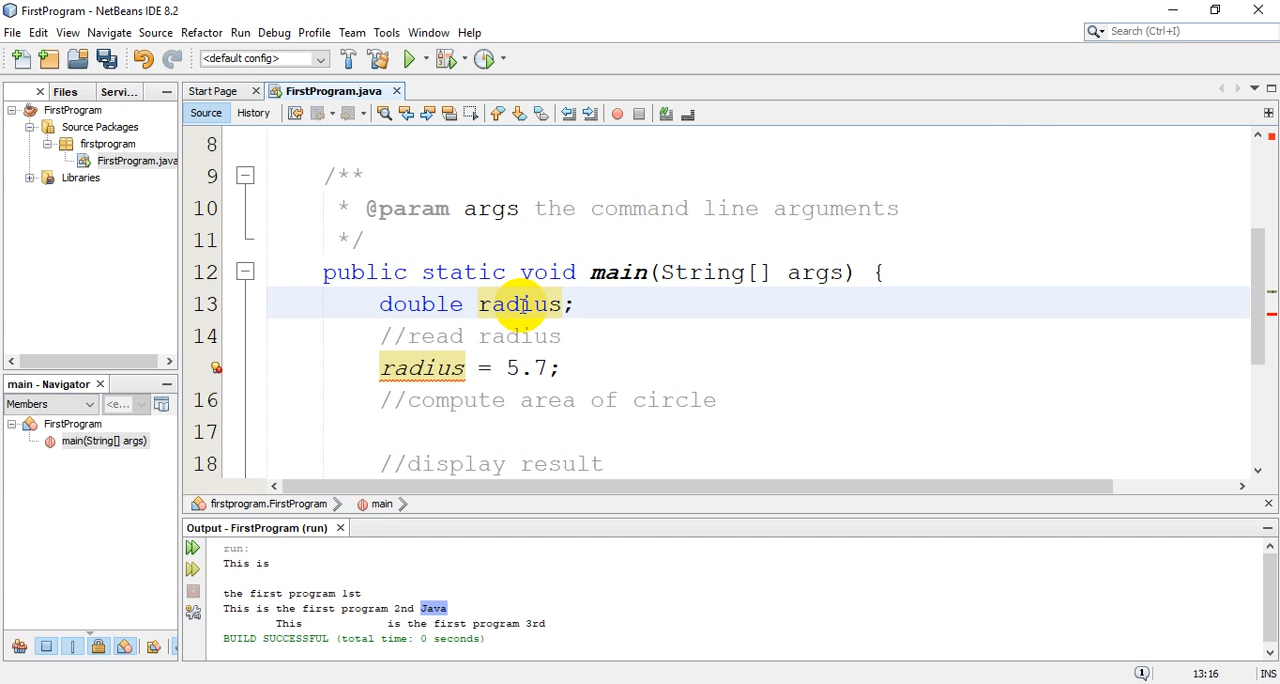 FirstProgram - NetBeans IDE 8.2
File Edit View Navigate Source Refactor Run Debug Profile Team Tools Window Help
Search (Ctrl+I)
<default config>
Files Servi...
Start Page FirstProgram.java
FirstProgram
Source Packages
firstprogram
FirstProgram.java
Libraries
Source History
8
9 /**
10 * @param args the command line arguments
11 */
12 public static void main(String[] args) {
13 double radius;
14 //read radius
radius = 5.7;
16 //compute area of circle
17
18 //display result
main - Navigator
Members <e...
FirstProgram
main(String[] args)
firstprogram.FirstProgram main
Output - FirstProgram (run)
run:
This is
the first program 1st
This is the first program 2nd Java
This is the first program 3rd
BUILD SUCCESSFUL (total time: 0 seconds)
1 13:16 INS